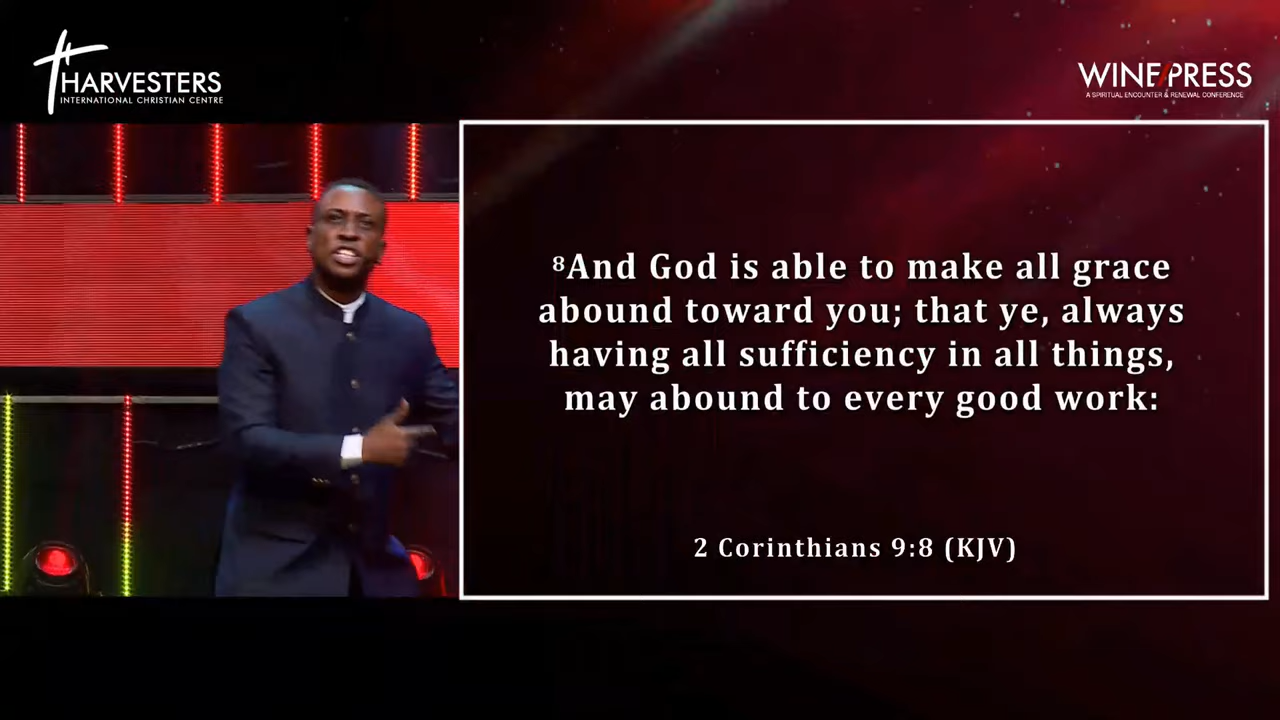 HARVESTERS
INTERNATIONAL CHRISTIAN CENTRE
WINE/PRESS
A SPIRITUAL ENCOUNTER & RENEWAL CONFERENCE
⁸And God is able to make all grace
abound toward you; that ye, always
having all sufficiency in all things,
may abound to every good work:
2 Corinthians 9:8 (KJV)